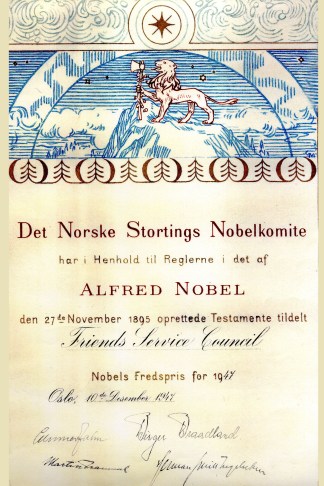 Det Norske Stortings Nobelkomite
har i Henhold til Reglerne i det af
ALFRED NOBEL
den 27de November 1895 oprettede Testamente tildelt
Friends Service Council
Nobels Fredspris for 1947
Oslo, 10de Desember 1947
Birger Braadland